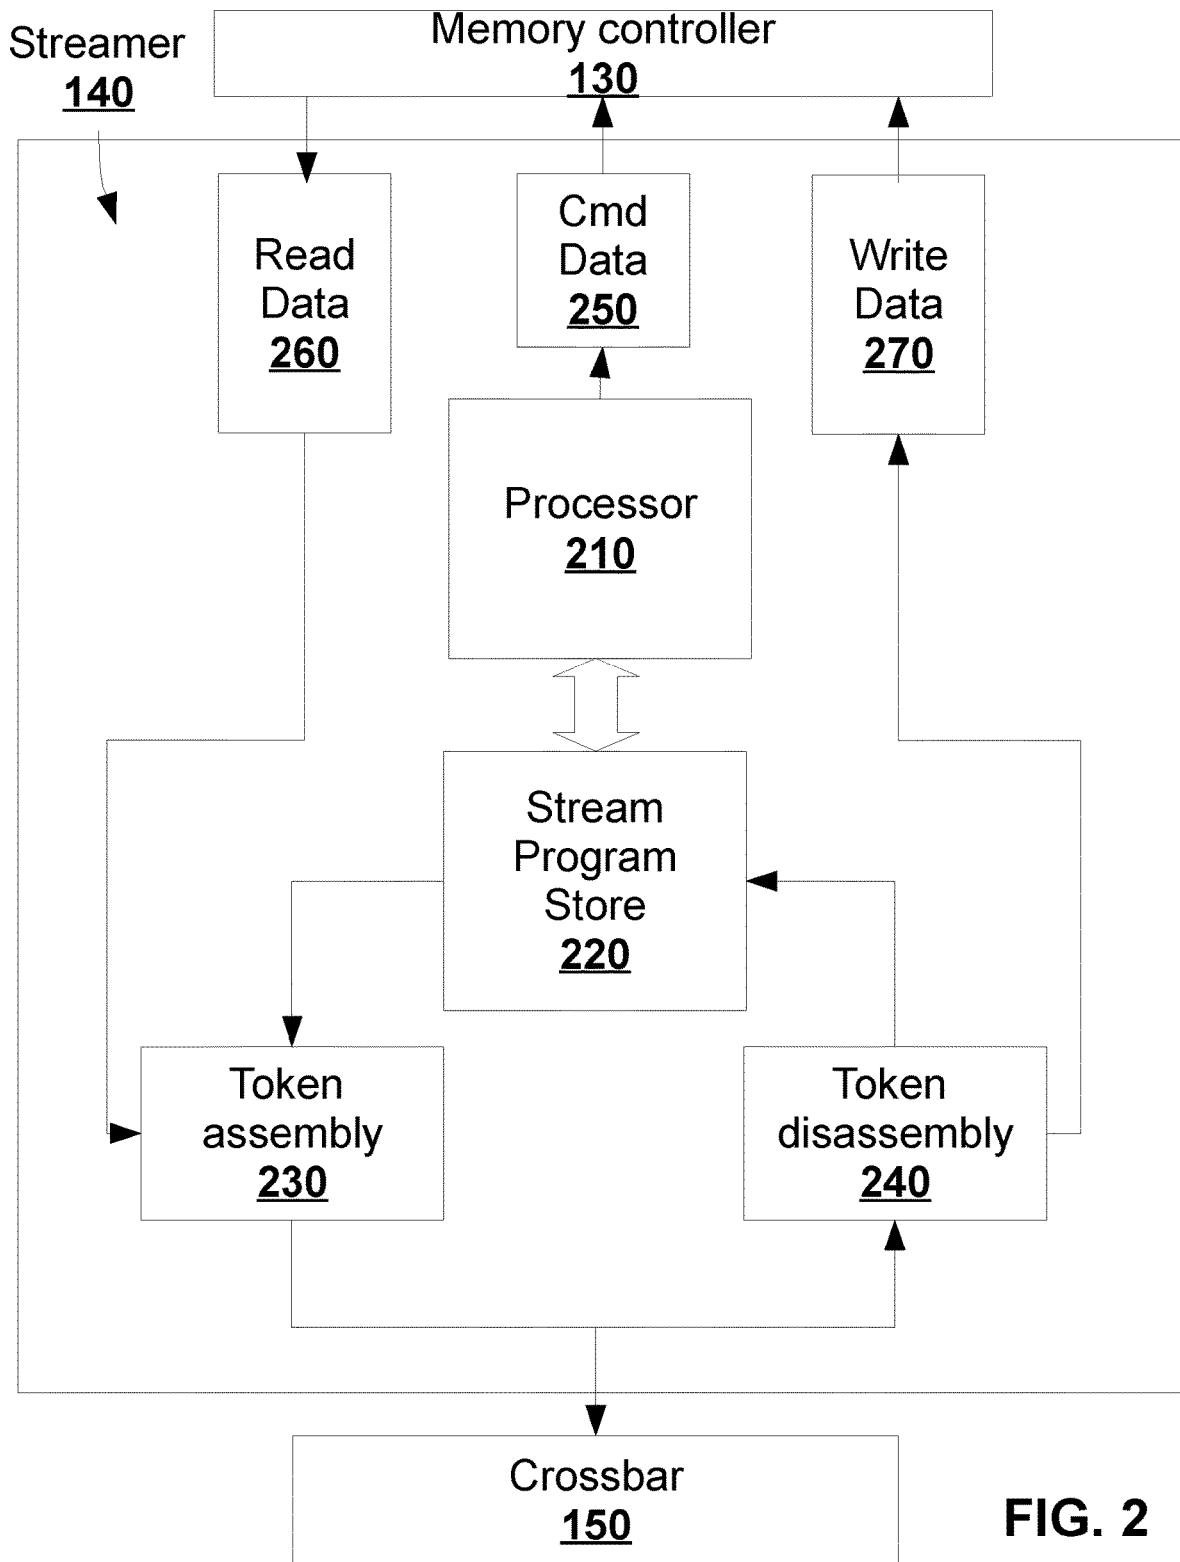 Memory controller
130
Streamer
140
Read
Data
260
Cmd
Data
250
Write
Data
270
Processor
210
Stream
Program
Store
220
Token
assembly
230
Token
disassembly
240
Crossbar
150
FIG. 2